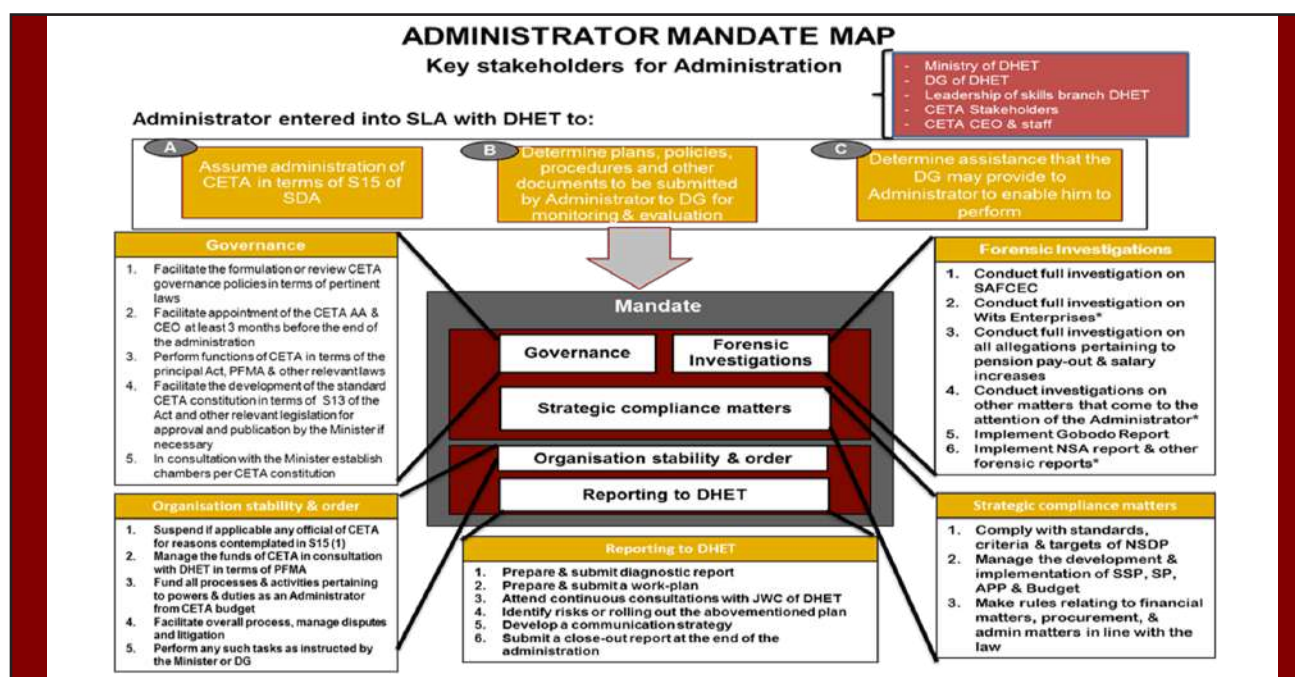 ADMINISTRATOR MANDATE MAP
Key stakeholders for Administration
- Ministry of DHET
- DG of DHET
- Leadership of skills branch DHET
- CETA Stakeholders
- CETA CEO & staff
Administrator entered into SLA with DHET to:
A
Assume administration of
CETA in terms of S15 of
SDA
B
Determine plans, policies,
procedures and other
documents to be submitted
by Administrator to DG for
monitoring & evaluation
C
Determine assistance that the
DG may provide to
Administrator to enable him to
perform
Governance
1. Facilitate the formulation or review CETA
governance policies in terms of pertinent
laws
2. Facilitate appointment of the CETA AA &
CEO at least 3 months before the end of
the administration
3. Perform functions of CETA in terms of the
principal Act, PFMA & other relevant laws
4. Facilitate the development of the standard
CETA constitution in terms of S13 of the
Act and other relevant legislation for
approval and publication by the Minister if
necessary
5. In consultation with the Minister establish
chambers per CETA constitution
Mandate
Governance
Forensic
Investigations
Strategic compliance matters
Organisation stability & order
Reporting to DHET
Forensic Investigations
1. Conduct full investigation on
SAFCEC
2. Conduct full investigation on
Wits Enterprises*
3. Conduct full investigation on
all allegations pertaining to
pension pay-out & salary
increases
4. Conduct investigations on
other matters that come to the
attention of the Administrator*
5. Implement Gobodo Report
6. Implement NSA report & other
forensic reports*
Organisation stability & order
1. Suspend if applicable any official of CETA
for reasons contemplated in S15 (1)
2. Manage the funds of CETA in consultation
with DHET in terms of PFMA
3. Fund all processes & activities pertaining
to powers & duties as an Administrator
from CETA budget
4. Facilitate overall process, manage disputes
and litigation
5. Perform any such tasks as instructed by
the Minister or DG
Reporting to DHET
1. Prepare & submit diagnostic report
2. Prepare & submit a work-plan
3. Attend continuous consultations with JWC of DHET
4. Identify risks or rolling out the abovementioned plan
5. Develop a communication strategy
6. Submit a close-out report at the end of the
administration
Strategic compliance matters
1. Comply with standards,
criteria & targets of NSDP
2. Manage the development &
implementation of SSP, SP,
APP & Budget
3. Make rules relating to financial
matters, procurement, &
admin matters in line with the
law